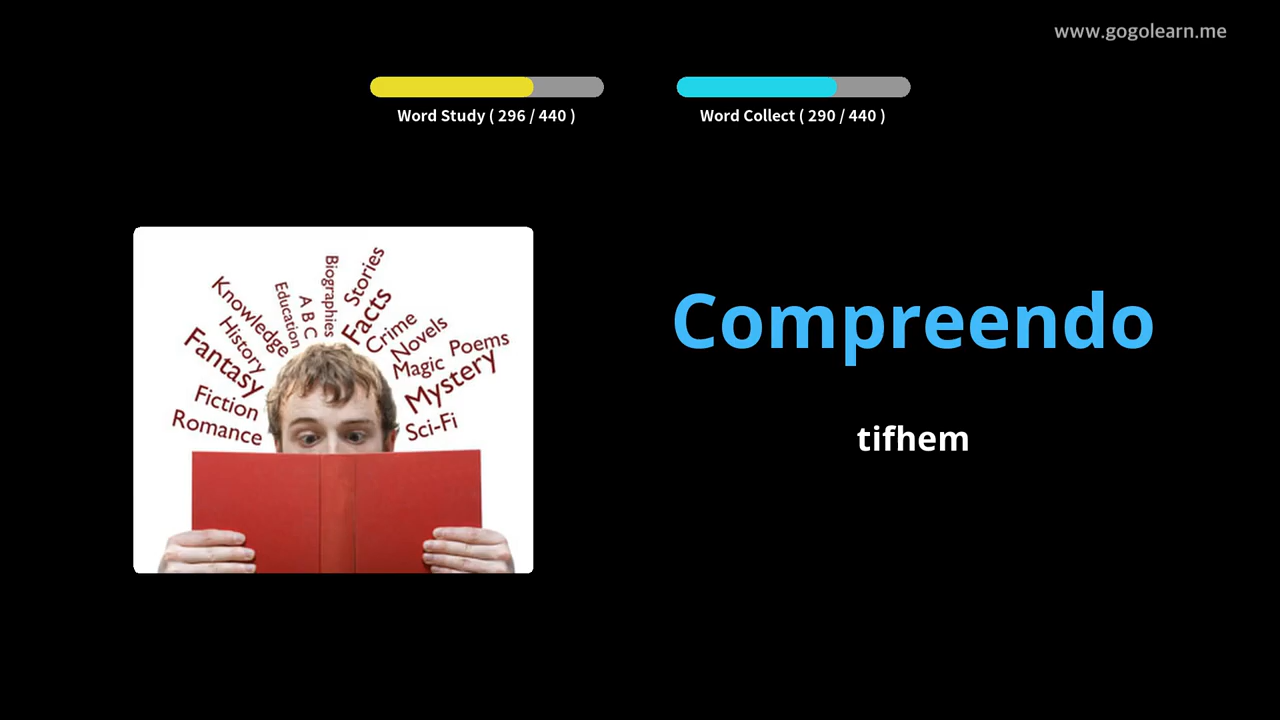 www.gogolearn.me
Word Study ( 296 / 440 )
Word Collect ( 290 / 440 )
Biographies
Stories
Knowledge
Education
A B C
Facts
History
Crime
Novels
Fantasy
Magic
Poems
Mystery
Fiction
Romance
Sci-Fi
Compreendo
tifhem